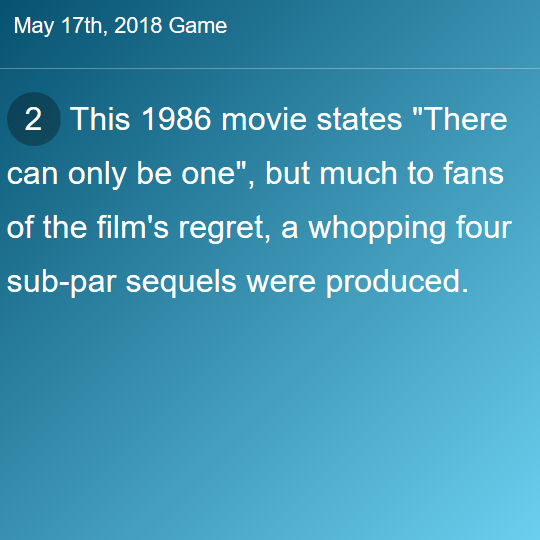 May 17th, 2018 Game
2 This 1986 movie states "There
can only be one", but much to fans
of the film's regret, a whopping four
sub-par sequels were produced.